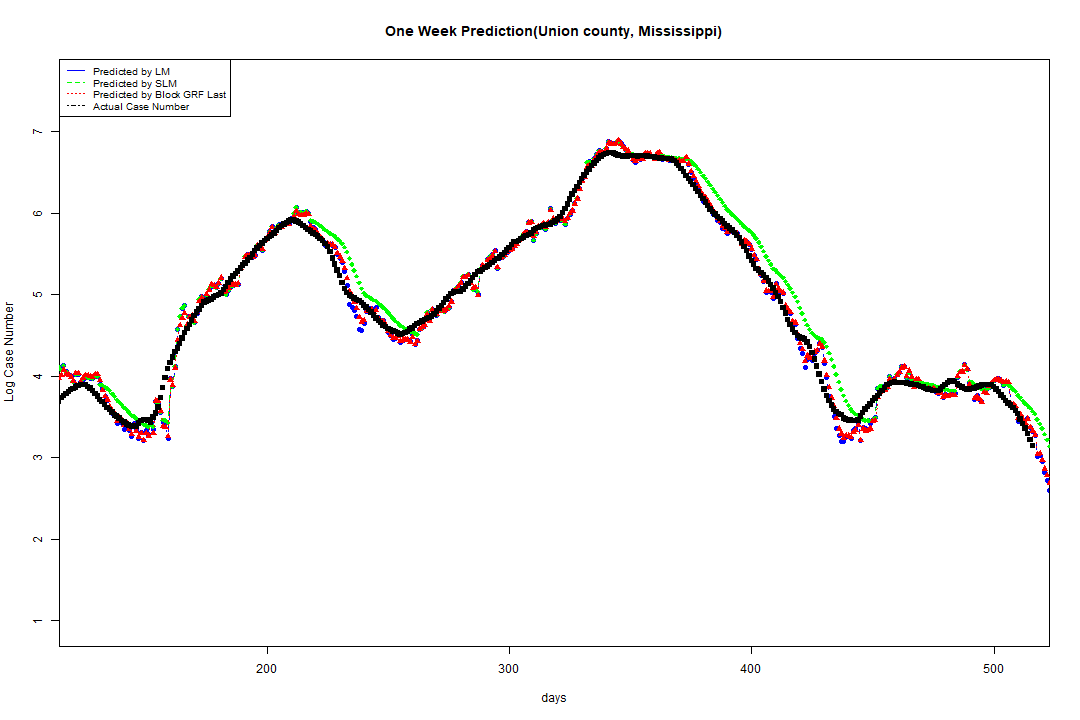 One Week Prediction(Union county, Mississippi)
Predicted by LM
Predicted by SLM
Predicted by Block GRF Last
Actual Case Number
7
6
5
4
3
2
1
Log Case Number
200 300 400 500
days